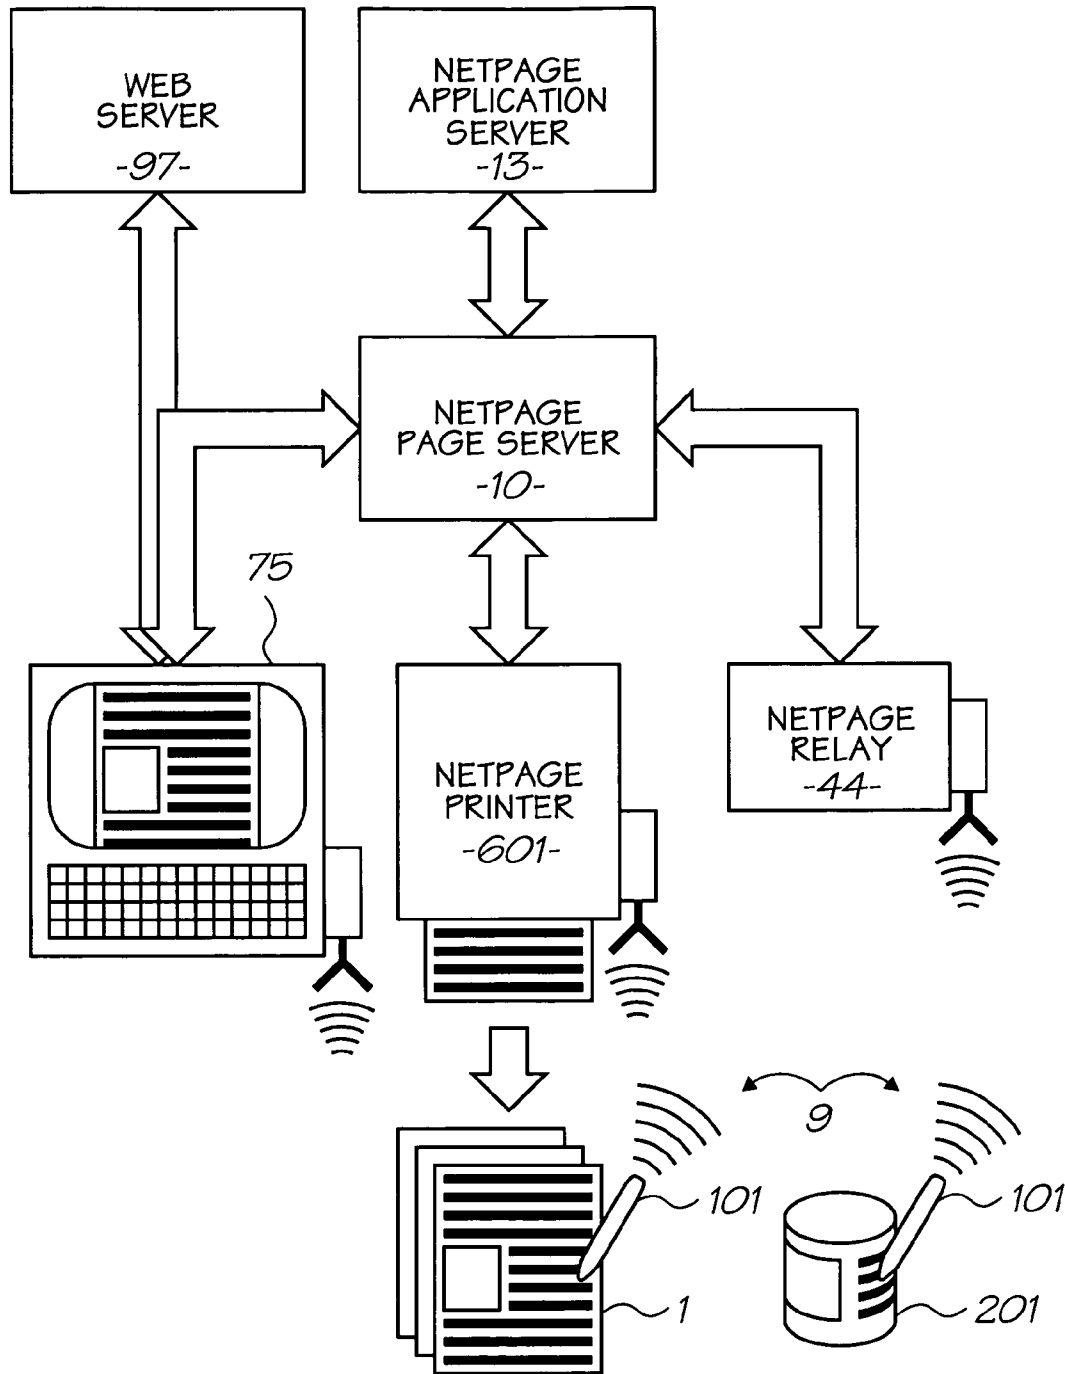 WEB
SERVER
-97-
NETPAGE
APPLICATION
SERVER
-13-
NETPAGE
PAGE SERVER
-10-
75
NETPAGE
PRINTER
-601-
NETPAGE
RELAY
-44-
9
101
101
1
201